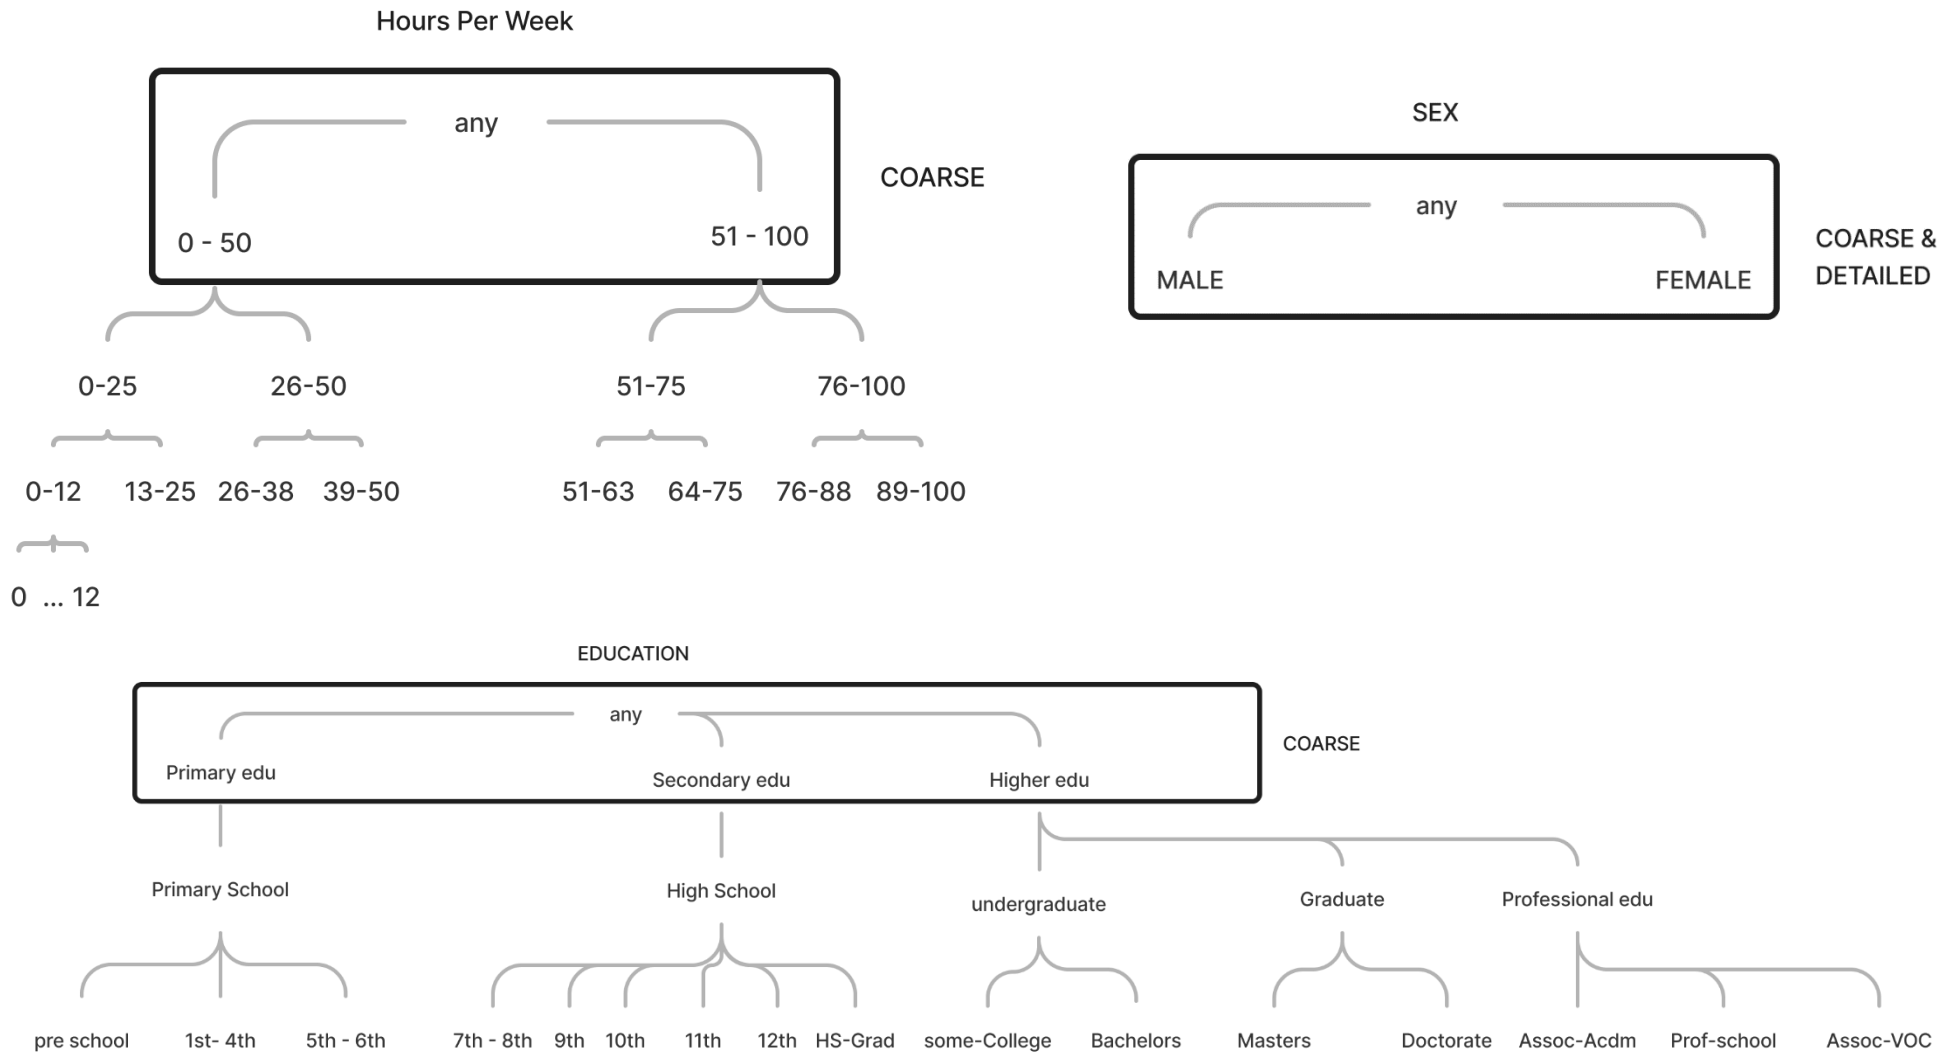 Hours Per Week
any
0 - 50
51 - 100
COARSE
0-25
26-50
51-75
76-100
0-12
13-25
26-38
39-50
51-63
64-75
76-88
89-100
0 ... 12
SEX
any
MALE
FEMALE
COARSE &
DETAILED
EDUCATION
any
Primary edu
Secondary edu
Higher edu
COARSE
Primary School
High School
undergraduate
Graduate
Professional edu
pre school
1st- 4th
5th - 6th
7th - 8th
9th
10th
11th
12th
HS-Grad
some-College
Bachelors
Masters
Doctorate
Assoc-Acdm
Prof-school
Assoc-VOC